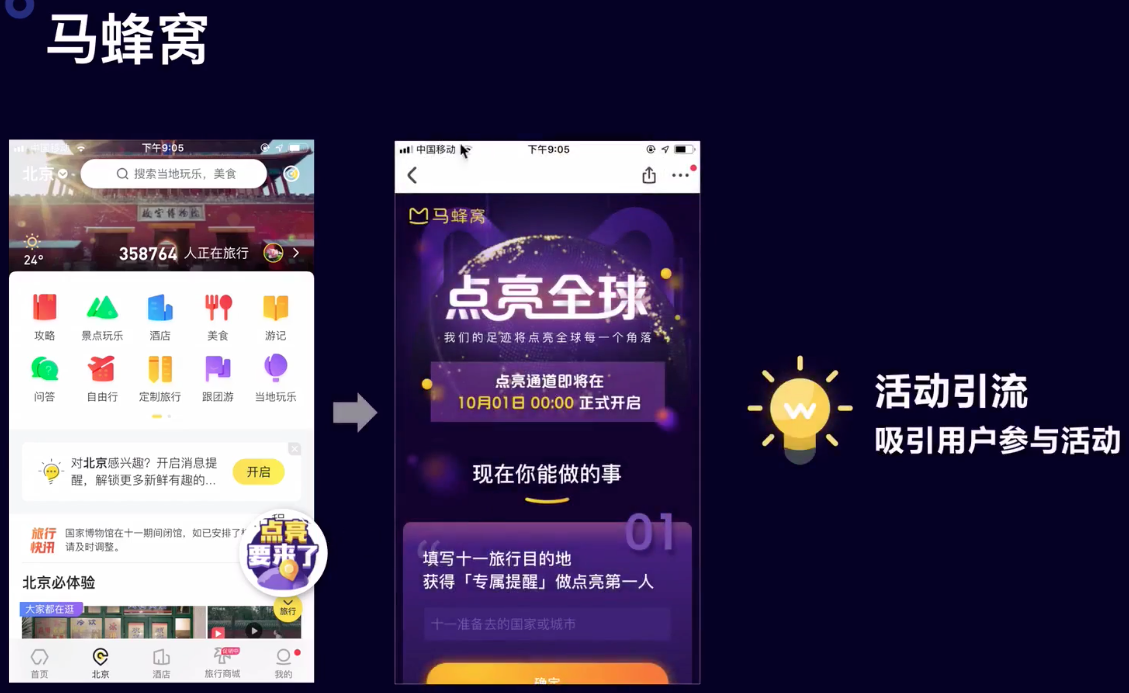 马蜂窝
中国移动
下午9:05
北京
搜索当地玩乐，美食
故宫博物院
24°
358764 人正在旅行
攻略
景点玩乐
酒店
美食
游记
问答
自由行
定制旅行
跟团游
当地玩乐
对北京感兴趣？开启消息提
醒，解锁更多新鲜有趣的...
开启
旅行
快汛
国家博物馆在十一期间闭馆，如已安排了
请及时调整。
点亮
要来了
北京必体验
大家都在逛
旅行
首页
北京
酒店
旅行商城
我的
中国移动
下午9:05
马蜂窝
点亮全球
我们的足迹将点亮全球每一个角落
点亮通道即将在
10月01日 00:00 正式开启
现在你能做的事
01
填写十一旅行目的地
获得「专属提醒」做点亮第一人
十一准备去的国家或城市
确定
活动引流
吸引用户参与活动